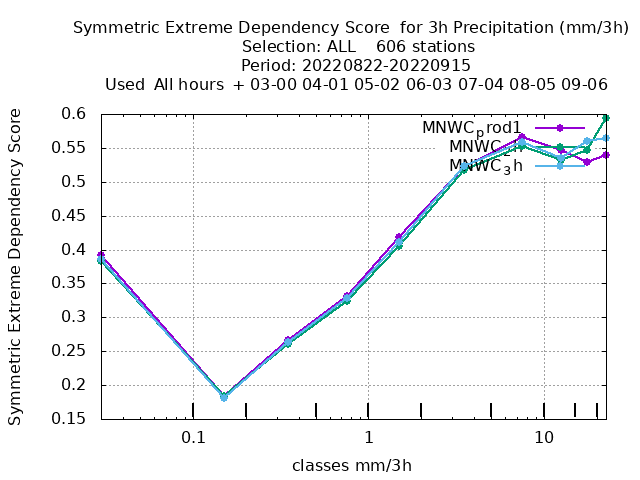 Symmetric Extreme Dependency Score  for 3h Precipitation (mm/3h)
Selection: ALL    606 stations
Period: 20220822-20220915
Used  All hours  + 03-00 04-01 05-02 06-03 07-04 08-05 09-06
Symmetric Extreme Dependency Score
0.6
0.55
0.5
0.45
0.4
0.35
0.3
0.25
0.2
0.15
MNWCprod1
MNWC2
MNWC3h
0.1
1
10
classes mm/3h